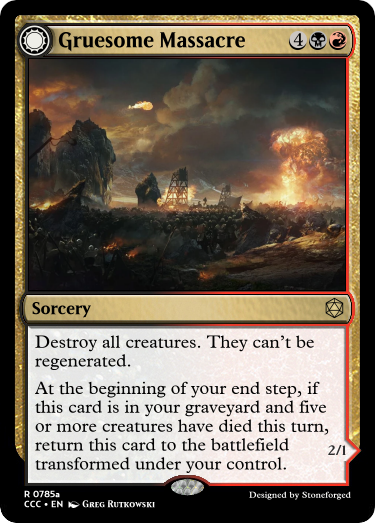 Gruesome Massacre 4
Sorcery
Destroy all creatures. They can't be
regenerated.
At the beginning of your end step, if
this card is in your graveyard and five
or more creatures have died this turn,
return this card to the battlefield
transformed under your control.
2/1
R 0785a
Designed by Stoneforged
CCC • EN Greg Rutkowski